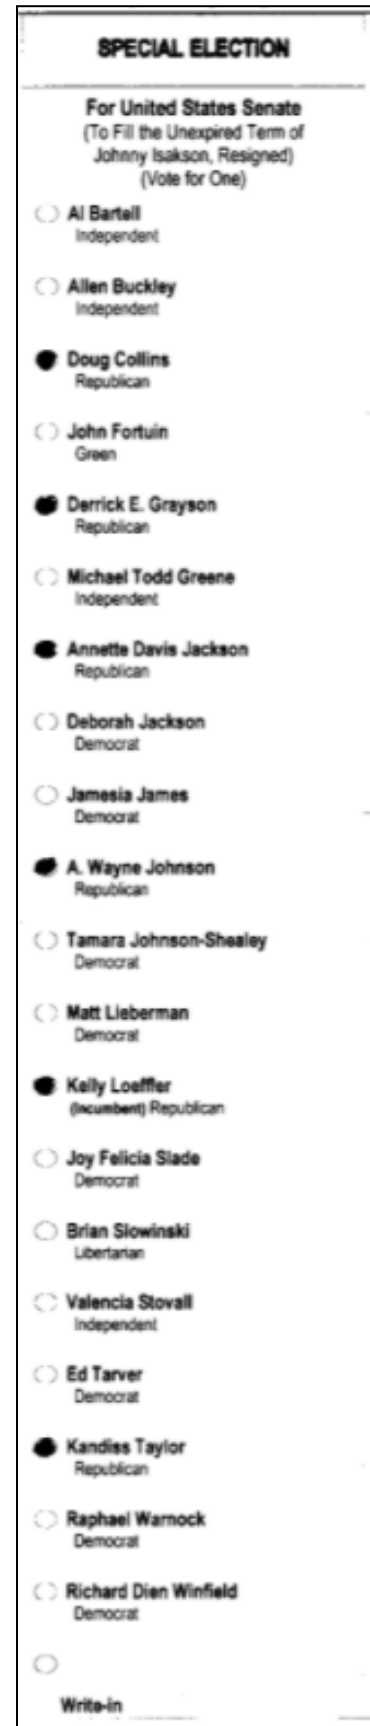 SPECIAL ELECTION
For United States Senate
(To Fill the Unexpired Term of
Johnny Isakson, Resigned)
(Vote for One)
Al Bartell
Independent
Allen Buckley
Independent
Doug Collins
Republican
John Fortuin
Green
Derrick E. Grayson
Republican
Michael Todd Greene
Independent
Annette Davis Jackson
Republican
Deborah Jackson
Democrat
Jamesia James
Democrat
A. Wayne Johnson
Republican
Tamara Johnson-Shealey
Democrat
Matt Lieberman
Democrat
Kelly Loeffler
(Incumbent) Republican
Joy Felicia Slade
Democrat
Brian Slowinski
Libertarian
Valencia Stovall
Independent
Ed Tarver
Democrat
Kandiss Taylor
Republican
Raphael Warnock
Democrat
Richard Dien Winfield
Democrat
Write-in